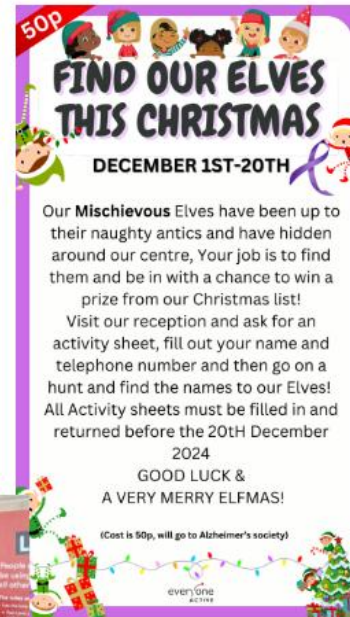 50p
FIND OUR ELVES
THIS CHRISTMAS
DECEMBER 1ST-20TH
Our Mischievous Elves have been up to
their naughty antics and have hidden
around our centre, Your job is to find
them and be in with a chance to win a
prize from our Christmas list!
Visit our reception and ask for an
activity sheet, fill out your name and
telephone number and then go on a
hunt and find the names to our Elves!
All Activity sheets must be filled in and
returned before the 20tH December
2024
GOOD LUCK &
A VERY MERRY ELFMAS!
(Cost is 50p, will go to Alzheimer's society)
everyone
ACTIVE